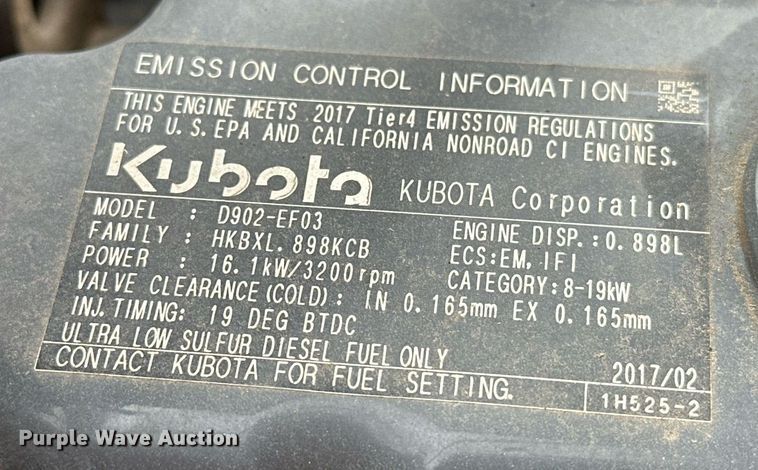 EMISSION CONTROL INFORMATION
THIS ENGINE MEETS 2017 Tier4 EMISSION REGULATIONS
FOR U.S.EPA AND CALIFORNIA NONROAD CI ENGINES.
Kubota KUBOTA Corporation
MODEL : D902-EF03 ENGINE DISP.:0.898L
FAMILY : HKBXL.898KCB ECS:EM,IFI
POWER : 16.1kW/3200rpm CATEGORY:8-19kW
VALVE CLEARANCE(COLD): IN 0.165mm EX 0.165mm
INJ.TIMING: 19 DEG BTDC
ULTRA LOW SULFUR DIESEL FUEL ONLY 2017/02
CONTACT KUBOTA FOR FUEL SETTING. 1H525-2
Purple Wave Auction